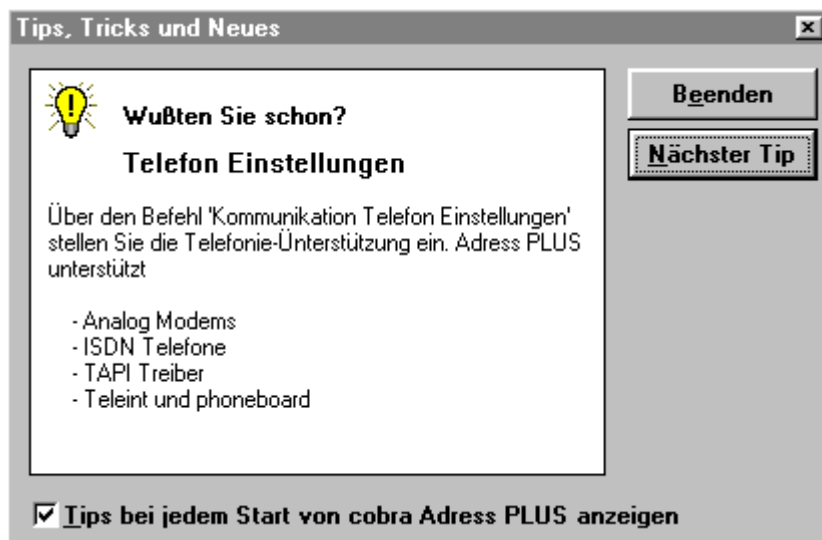 Tips, Tricks und Neues
Wußten Sie schon?
Telefon Einstellungen
Über den Befehl 'Kommunikation Telefon Einstellungen'
stellen Sie die Telefonie-Ünterstützung ein. Adress PLUS
unterstützt
- Analog Modems
- ISDN Telefone
- TAPI Treiber
- Teleint und phoneboard
Beenden
Nächster Tip
Tips bei jedem Start von cobra Adress PLUS anzeigen